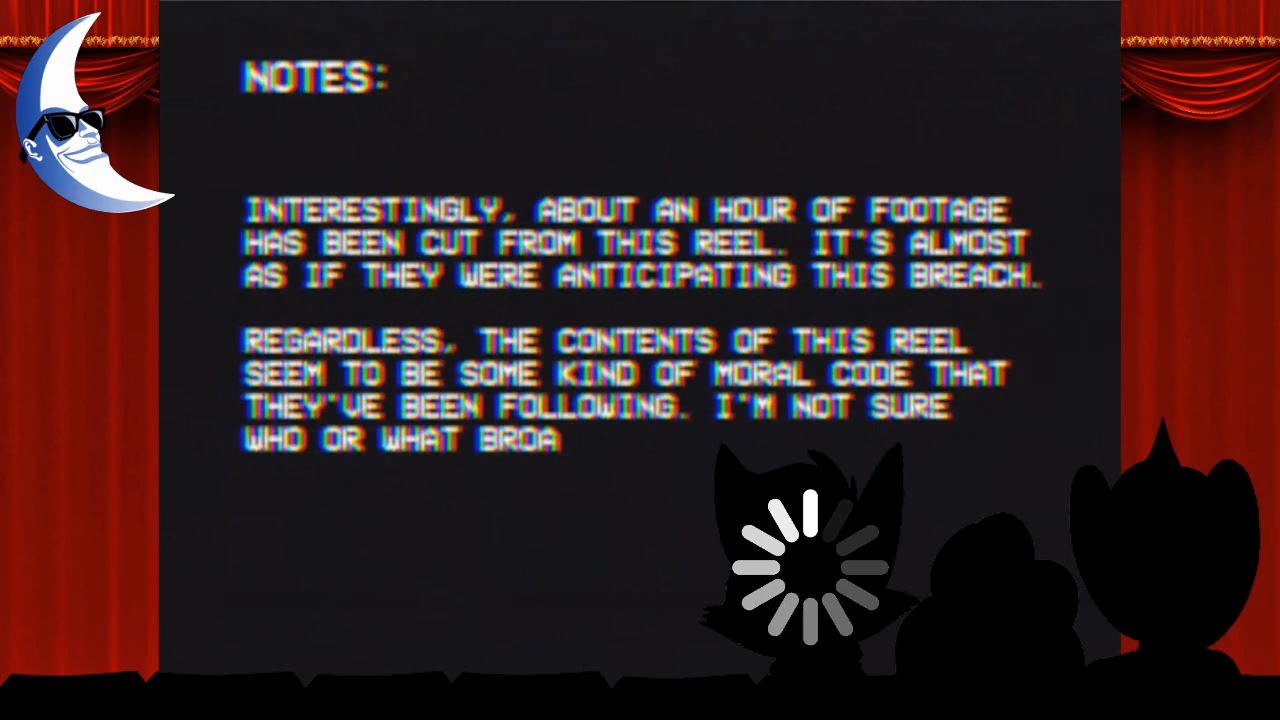 NOTES:
INTERESTINGLY, ABOUT AN HOUR OF FOOTAGE
HAS BEEN CUT FROM THIS REEL. IT'S ALMOST
AS IF THEY WERE ANTICIPATING THIS BREACH.
REGARDLESS, THE CONTENTS OF THIS REEL
SEEM TO BE SOME KIND OF MORAL CODE THAT
THEY'VE BEEN FOLLOWING. I'M NOT SURE
WHO OR WHAT BROA